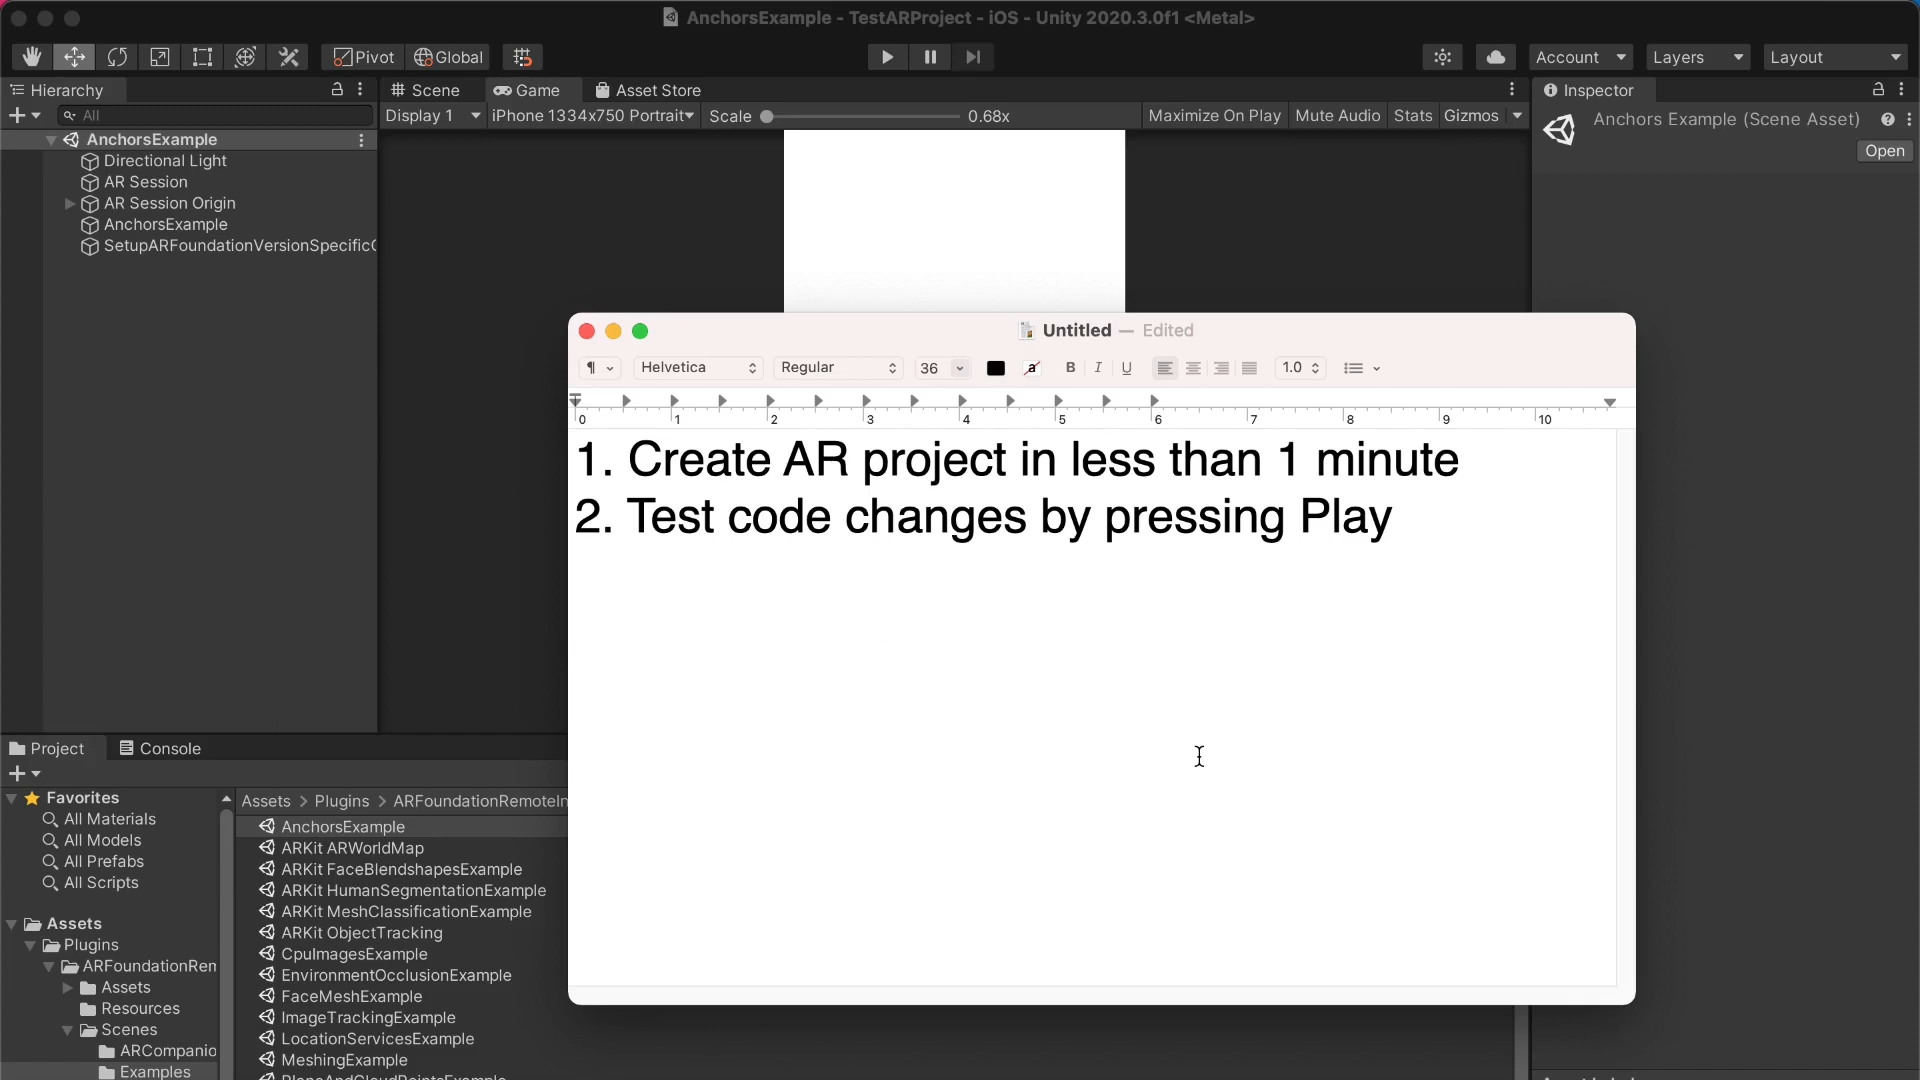 AnchorsExample - TestARProject - iOS - Unity 2020.3.0f1 <Metal>
Pivot Global Account Layers Layout
Hierarchy
All
AnchorsExample
Directional Light
AR Session
AR Session Origin
AnchorsExample
SetupARFoundationVersionSpecific
Scene Game Asset Store
Display 1 iPhone 1334x750 Portrait Scale 0.68x Maximize On Play Mute Audio Stats Gizmos
Inspector
Anchors Example (Scene Asset)
Open
Untitled — Edited
¶ Helvetica Regular 36 a B I U 1.0
0 1 2 3 4 5 6 7 8 9 10
1. Create AR project in less than 1 minute
2. Test code changes by pressing Play
Project Console
Favorites
All Materials
All Models
All Prefabs
All Scripts
Assets
Plugins
ARFoundationRem
Assets
Resources
Scenes
ARCompanio
Examples
Assets > Plugins > ARFoundationRemoteIn
AnchorsExample
ARKit ARWorldMap
ARKit FaceBlendshapesExample
ARKit HumanSegmentationExample
ARKit MeshClassificationExample
ARKit ObjectTracking
CpuImagesExample
EnvironmentOcclusionExample
FaceMeshExample
ImageTrackingExample
LocationServicesExample
MeshingExample